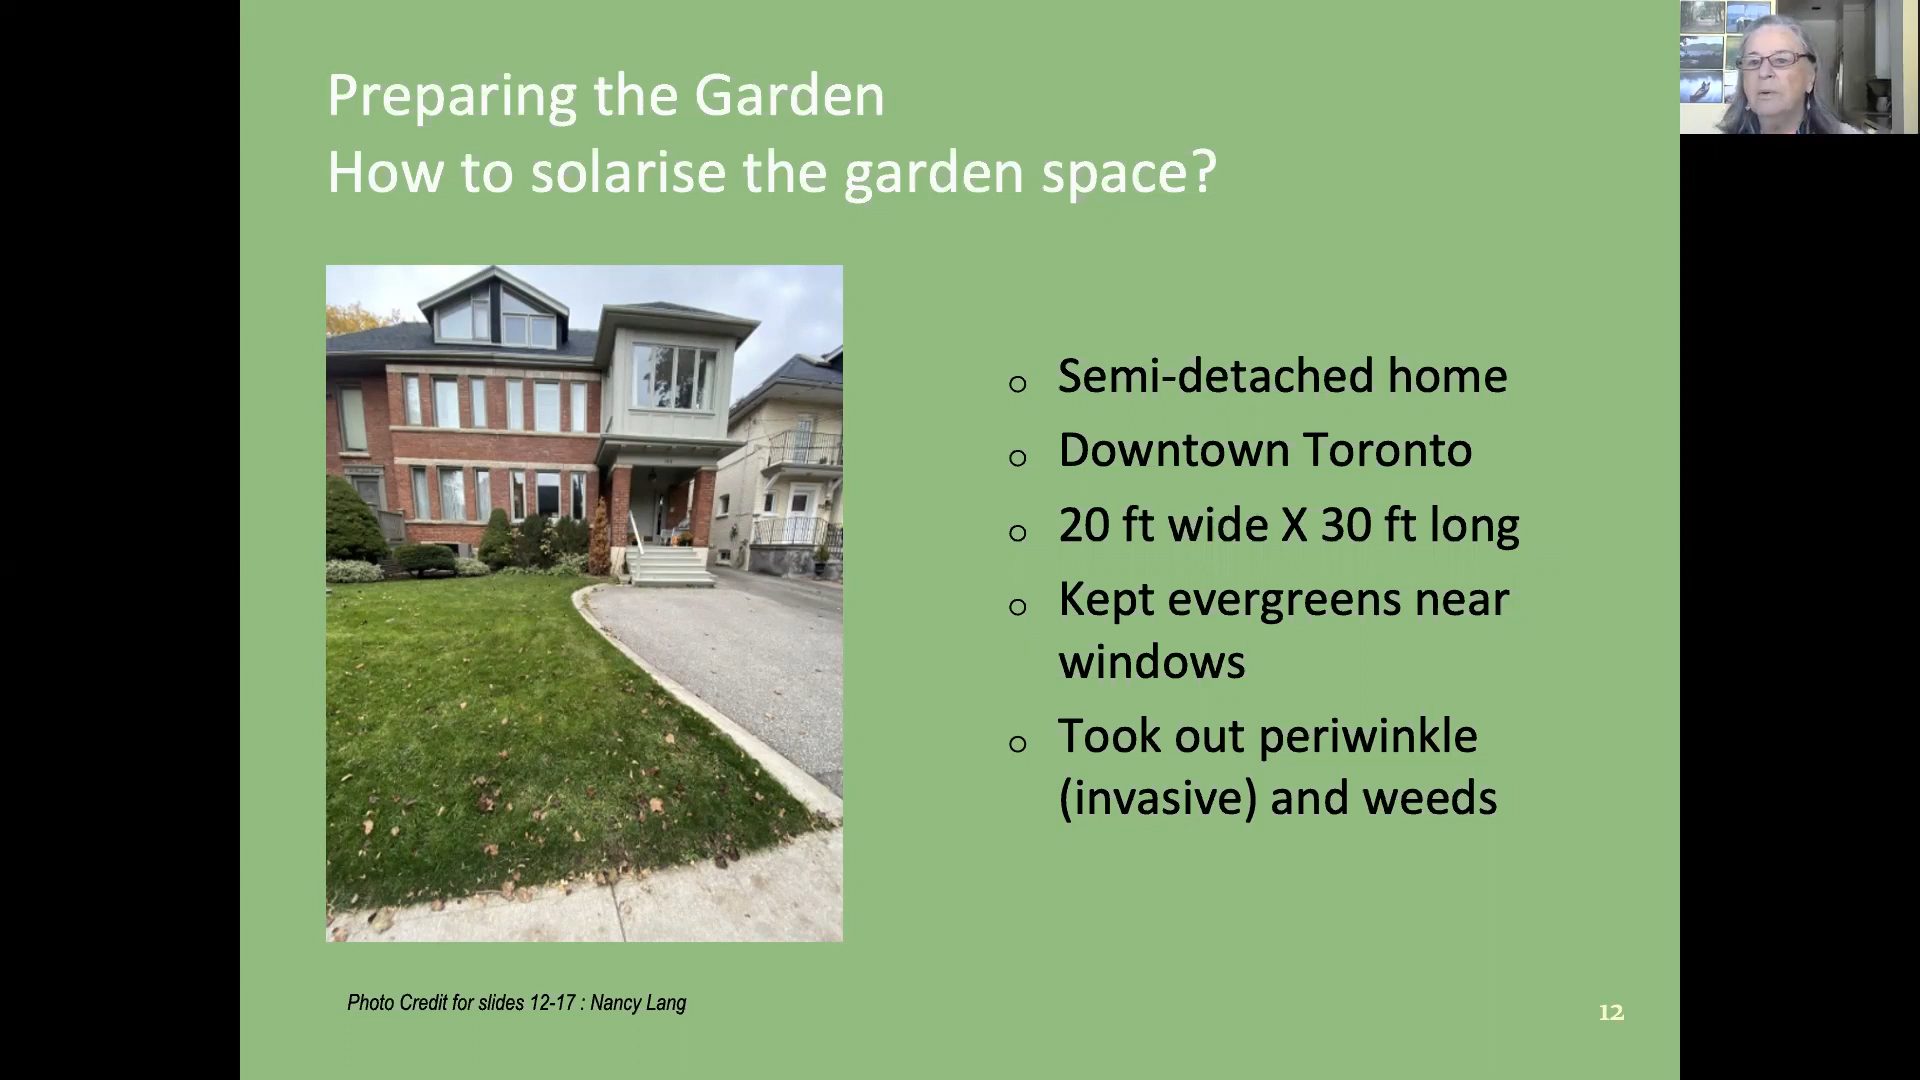 Preparing the Garden
How to solarise the garden space?
Semi-detached home
Downtown Toronto
20 ft wide X 30 ft long
Kept evergreens near
windows
Took out periwinkle
(invasive) and weeds
Photo Credit for slides 12-17 : Nancy Lang
12